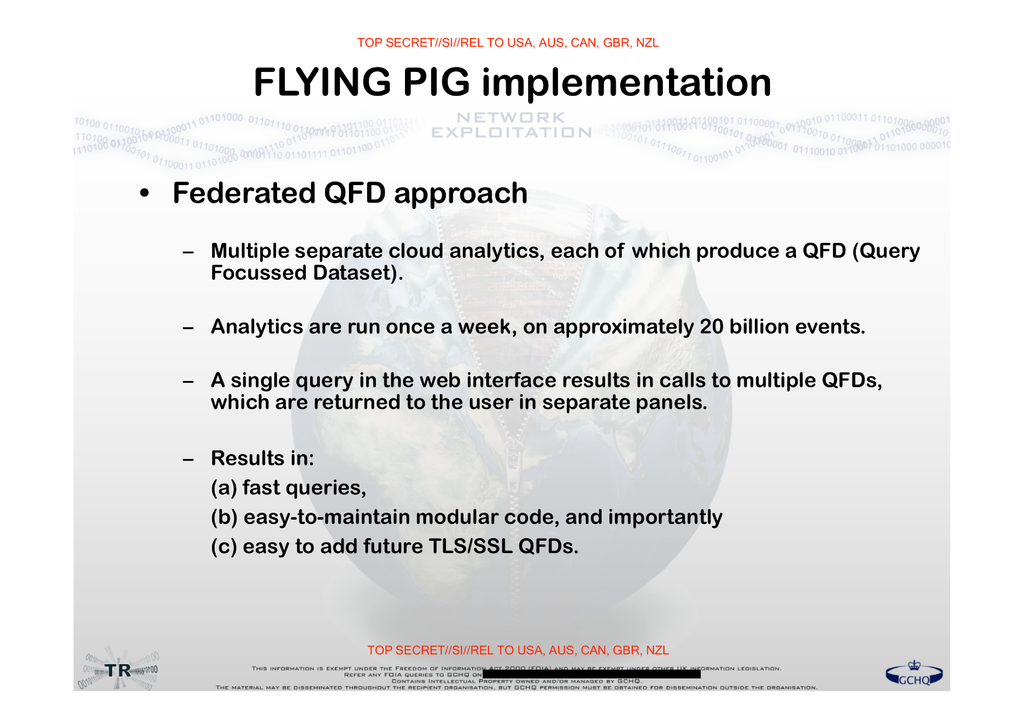 TOP SECRET//SI//REL TO USA, AUS, CAN, GBR, NZL
FLYING PIG implementation
NETWORK
EXPLOITATION
• Federated QFD approach
– Multiple separate cloud analytics, each of which produce a QFD (Query
Focussed Dataset).
– Analytics are run once a week, on approximately 20 billion events.
– A single query in the web interface results in calls to multiple QFDs,
which are returned to the user in separate panels.
– Results in:
(a) fast queries,
(b) easy-to-maintain modular code, and importantly
(c) easy to add future TLS/SSL QFDs.
TOP SECRET//SI//REL TO USA, AUS, CAN, GBR, NZL
TR
This information is exempt under the Freedom of Information Act 2000 (FOIA) and may be exempt under other UK information legislation.
Refer any FOIA queries to GCHQ on
Contains Intellectual Property owned and/or managed by GCHQ.
The material may be disseminated throughout the recipient organisation, but GCHQ permission must be obtained for dissemination outside the organisation.
GCHQ